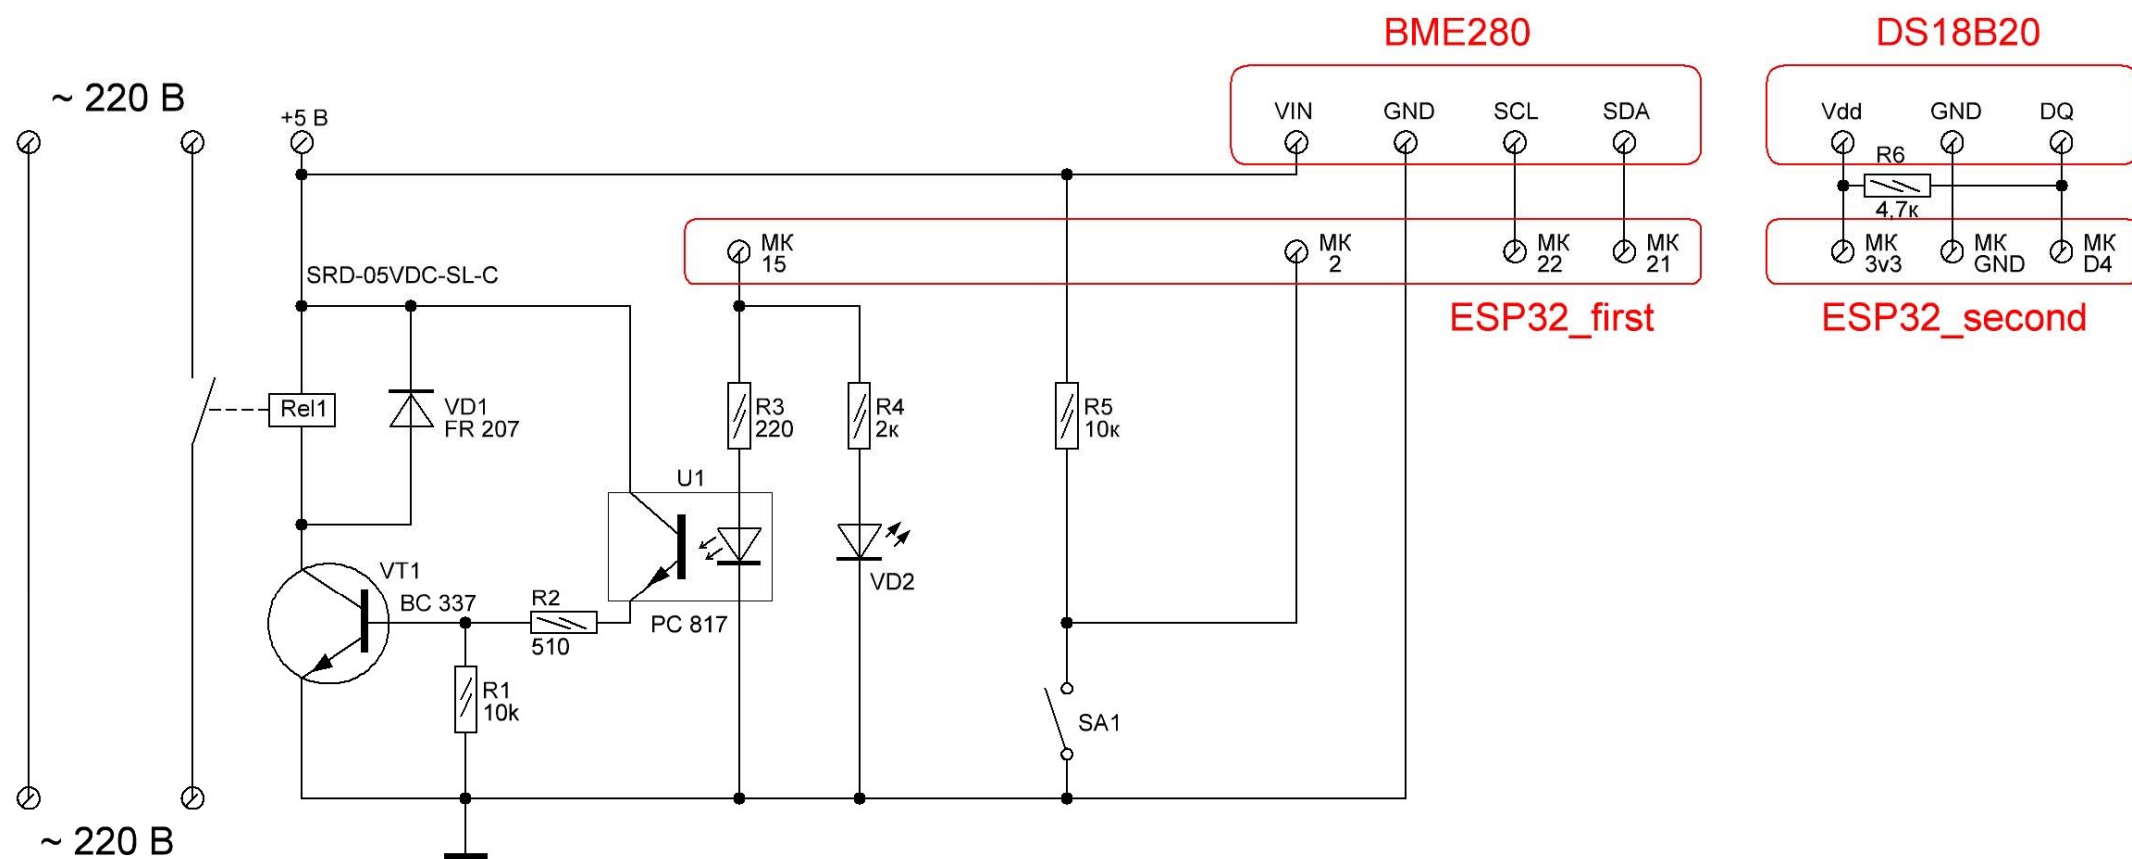 BME280
DS18B20
~ 220 В
+5 В
VIN
GND
SCL
SDA
Vdd
GND
DQ
R6
4,7к
МК
15
МК
2
МК
22
МК
21
МК
3v3
МК
GND
МК
D4
SRD-05VDC-SL-C
ESP32_first
ESP32_second
Rel1
VD1
FR 207
R3
220
R4
2к
R5
10к
U1
VT1
BC 337
R2
510
PC 817
VD2
R1
10k
SA1
~ 220 В